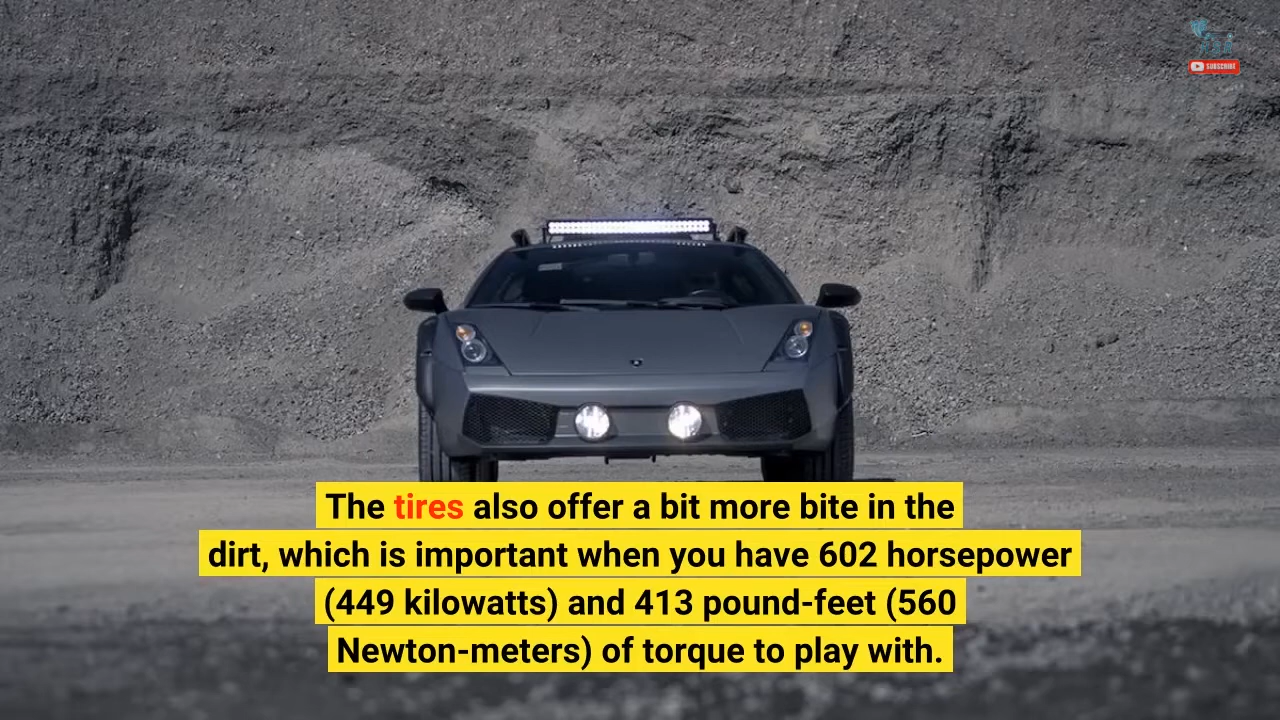 SUBSCRIBE
The tires also offer a bit more bite in the
dirt, which is important when you have 602 horsepower
(449 kilowatts) and 413 pound-feet (560
Newton-meters) of torque to play with.